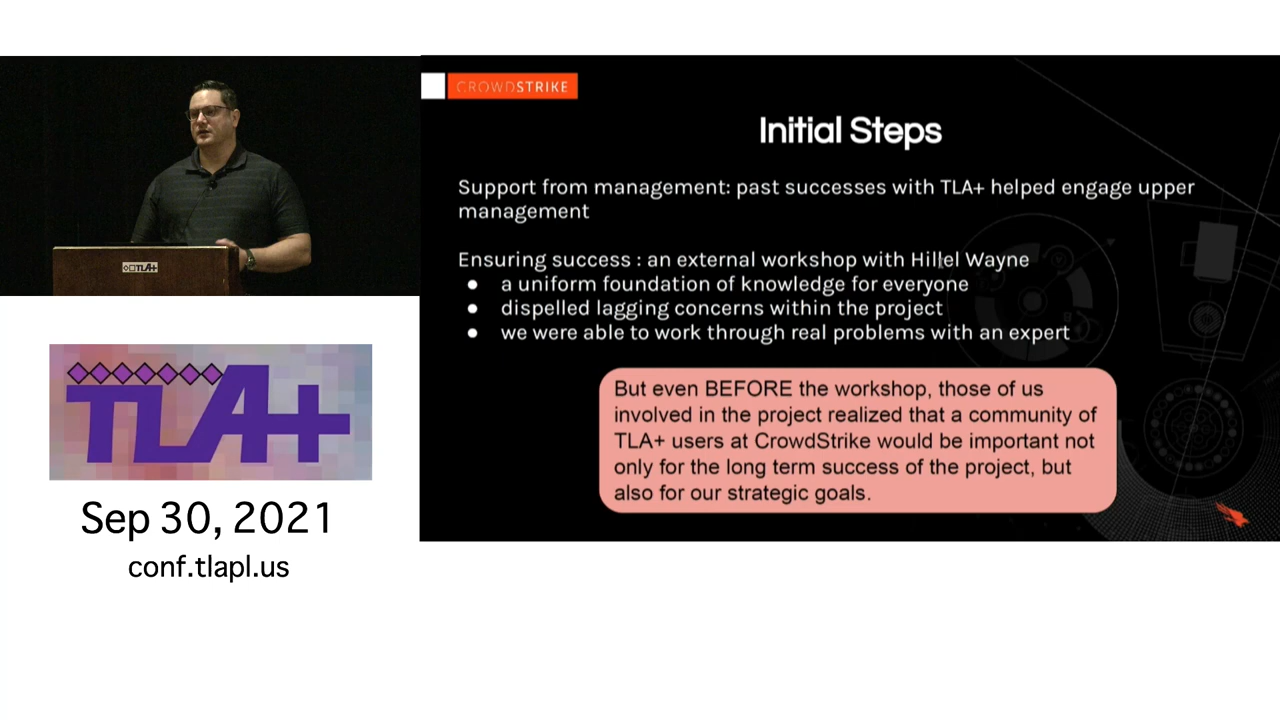 CROWDSTRIKE
Initial Steps
Support from management: past successes with TLA+ helped engage upper
management
Ensuring success : an external workshop with Hillel Wayne
● a uniform foundation of knowledge for everyone
● dispelled lagging concerns within the project
● we were able to work through real problems with an expert
But even BEFORE the workshop, those of us
involved in the project realized that a community of
TLA+ users at CrowdStrike would be important not
only for the long term success of the project, but
also for our strategic goals.
TLA+
TLA+
Sep 30, 2021
conf.tlapl.us